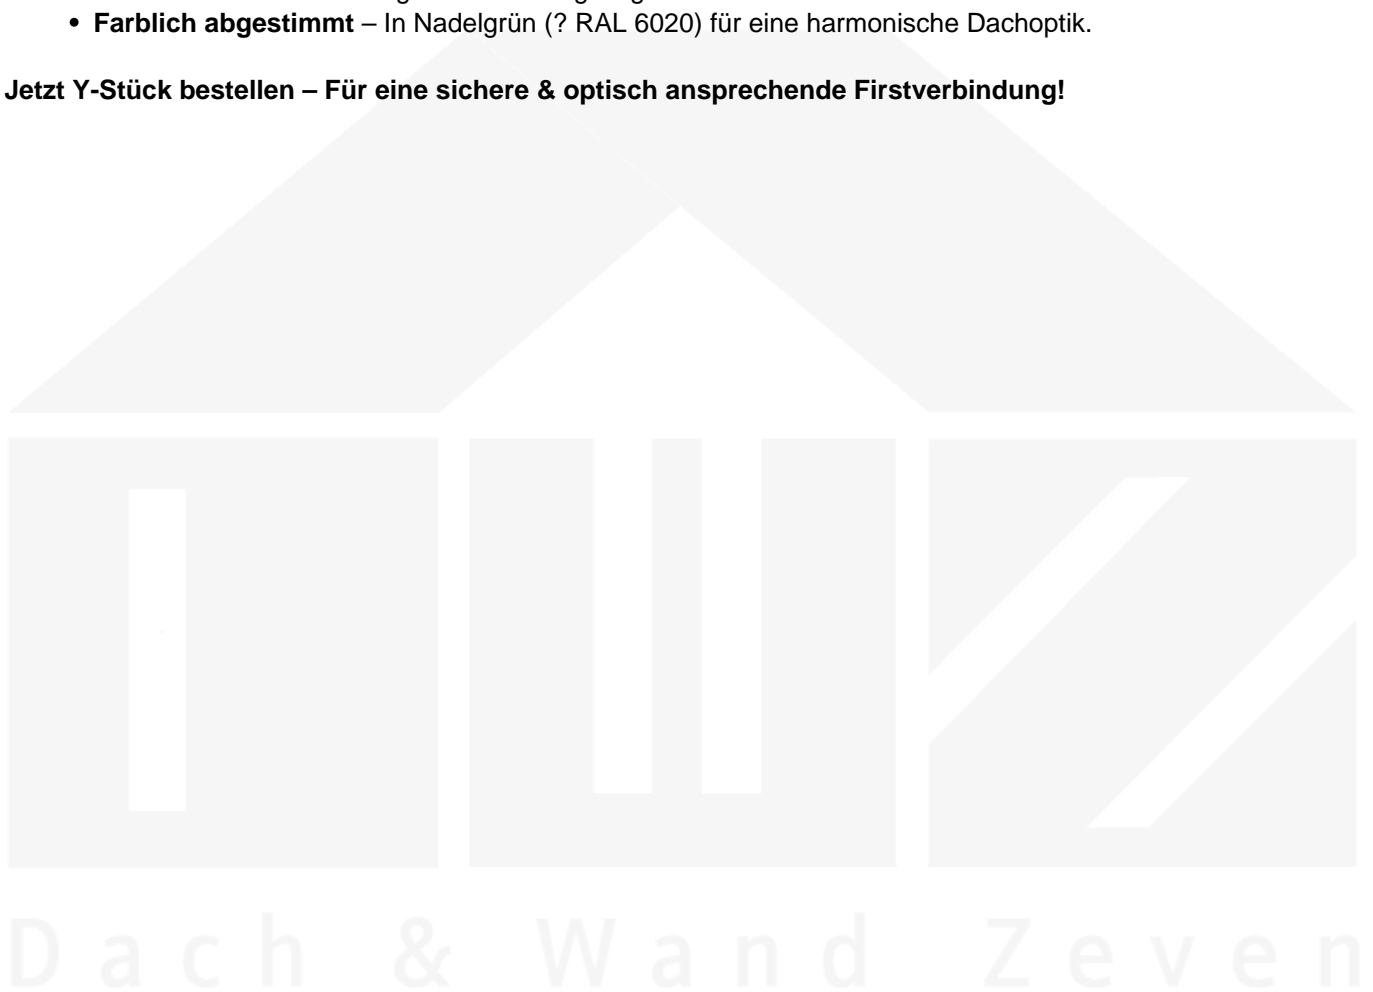 • Farblich abgestimmt – In Nadelgrün (? RAL 6020) für eine harmonische Dachoptik.
Jetzt Y-Stück bestellen – Für eine sichere & optisch ansprechende Firstverbindung!
Dach & Wand Zeven